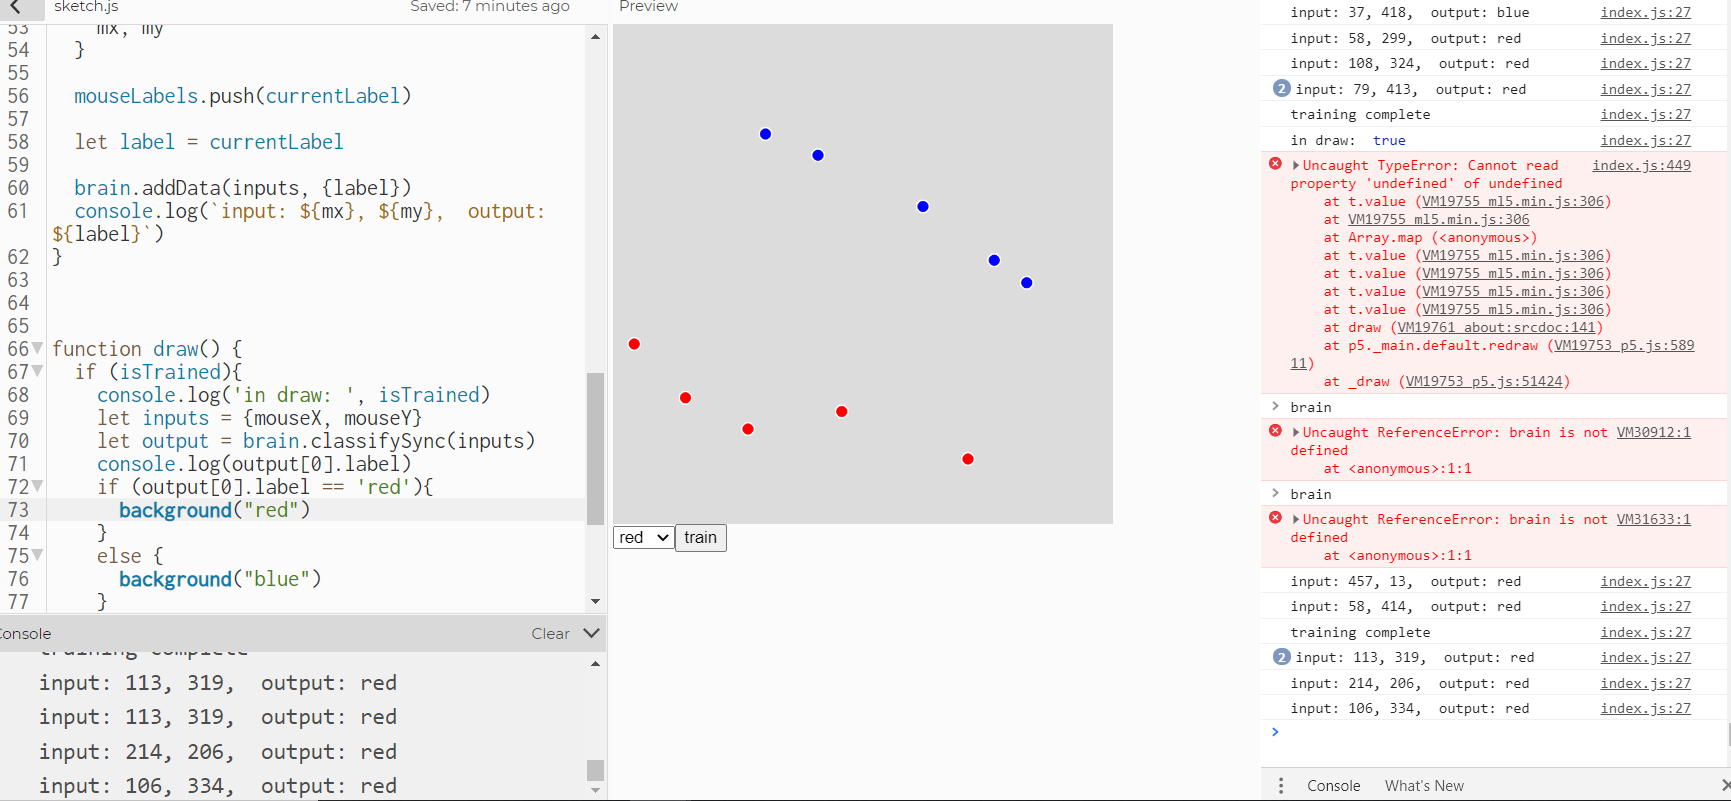 sketch.js
Saved: 7 minutes ago
Preview
53 mx, my
54 }
55
56 mouseLabels.push(currentLabel)
57
58 let label = currentLabel
59
60 brain.addData(inputs, {label})
61 console.log(`input: ${mx}, ${my},  output:
${label}`)
62 }
63
64
65
66 function draw() {
67 if (isTrained){
68 console.log('in draw: ', isTrained)
69 let inputs = {mouseX, mouseY}
70 let output = brain.classifySync(inputs)
71 console.log(output[0].label)
72 if (output[0].label == 'red'){
73 background("red")
74 }
75 else {
76 background("blue")
77 }
Console
Clear
training complete
input: 113, 319,  output: red
input: 113, 319,  output: red
input: 214, 206,  output: red
input: 106, 334,  output: red
red
train
input: 37, 418,  output: blue index.js:27
input: 58, 299,  output: red index.js:27
input: 108, 324,  output: red index.js:27
2 input: 79, 413,  output: red index.js:27
training complete index.js:27
in draw:  true index.js:27
Uncaught TypeError: Cannot read index.js:449
property 'undefined' of undefined
at t.value (VM19755 ml5.min.js:306)
at VM19755 ml5.min.js:306
at Array.map (<anonymous>)
at t.value (VM19755 ml5.min.js:306)
at t.value (VM19755 ml5.min.js:306)
at t.value (VM19755 ml5.min.js:306)
at t.value (VM19755 ml5.min.js:306)
at draw (VM19761 about:srcdoc:141)
at p5._main.default.redraw (VM19753 p5.js:589
11)
at _draw (VM19753 p5.js:51424)
> brain
Uncaught ReferenceError: brain is not VM30912:1
defined
at <anonymous>:1:1
> brain
Uncaught ReferenceError: brain is not VM31633:1
defined
at <anonymous>:1:1
input: 457, 13,  output: red index.js:27
input: 58, 414,  output: red index.js:27
training complete index.js:27
2 input: 113, 319,  output: red index.js:27
input: 214, 206,  output: red index.js:27
input: 106, 334,  output: red index.js:27
>
Console
What's New